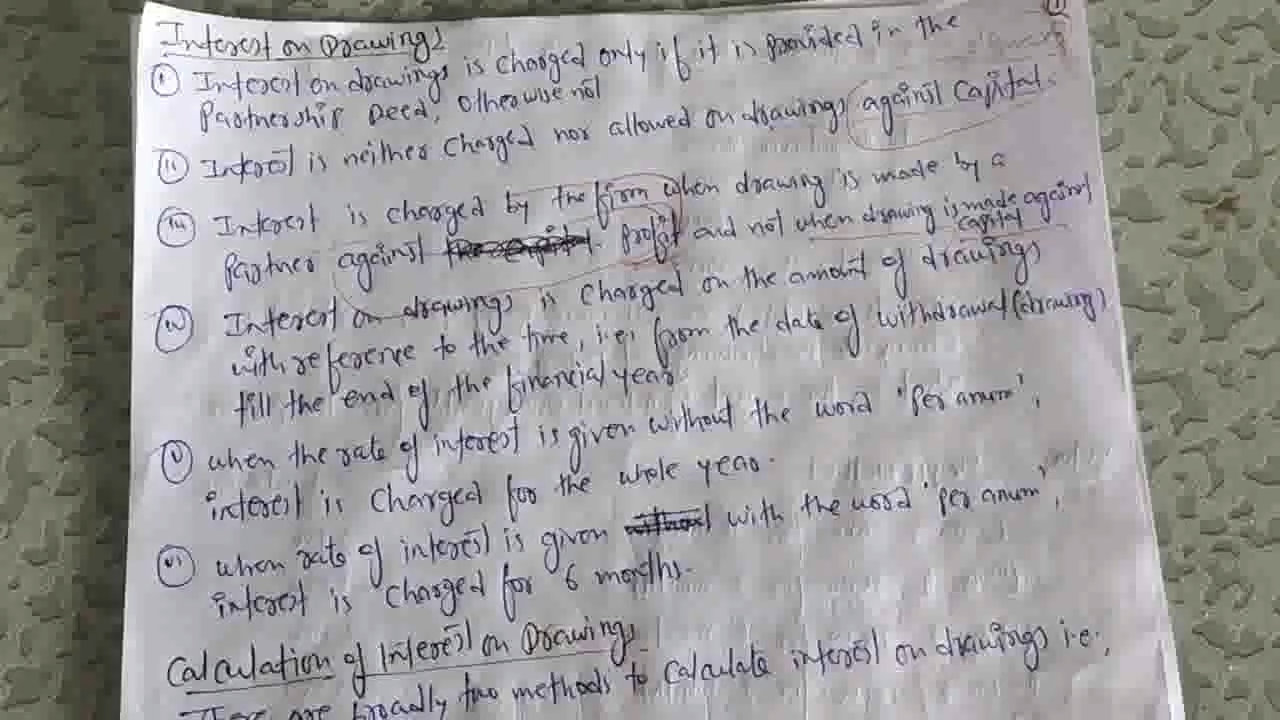 Interest on Drawings
(i) Interest on drawings is charged only if it is provided in the
Partnership Deed, otherwise not
(ii) Interest is neither charged nor allowed on drawings against Capital.
(iii) Interest is charged by the firm when drawing is made by a
partner against Profit and not when drawing is made against
capital
(iv) Interest on drawings is charged on the amount of drawings
with reference to the time, i.e., from the date of withdrawal (drawing)
till the end of the financial year.
(v) when the rate of interest is given without the word 'Per anum',
interest is charged for the whole year.
(vi) when rate of interest is given with the word 'per anum',
interest is charged for 6 months.
Calculation of Interest on Drawings
There are broadly two methods to calculate interest on drawings i.e.,